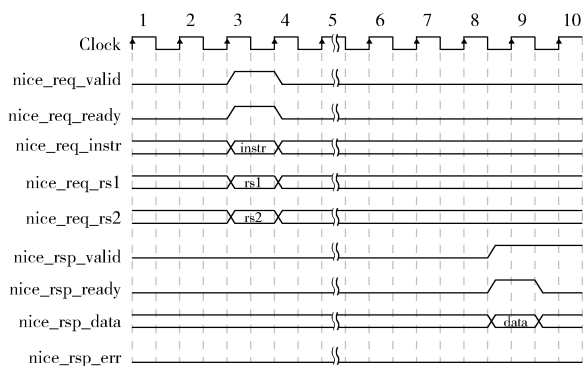 1 2 3 4 5 6 7 8 9 10
Clock
nice_req_valid
nice_req_ready
nice_req_instr instr
nice_req_rs1 rs1
nice_req_rs2 rs2
nice_rsp_valid
nice_rsp_ready
nice_rsp_data data
nice_rsp_err